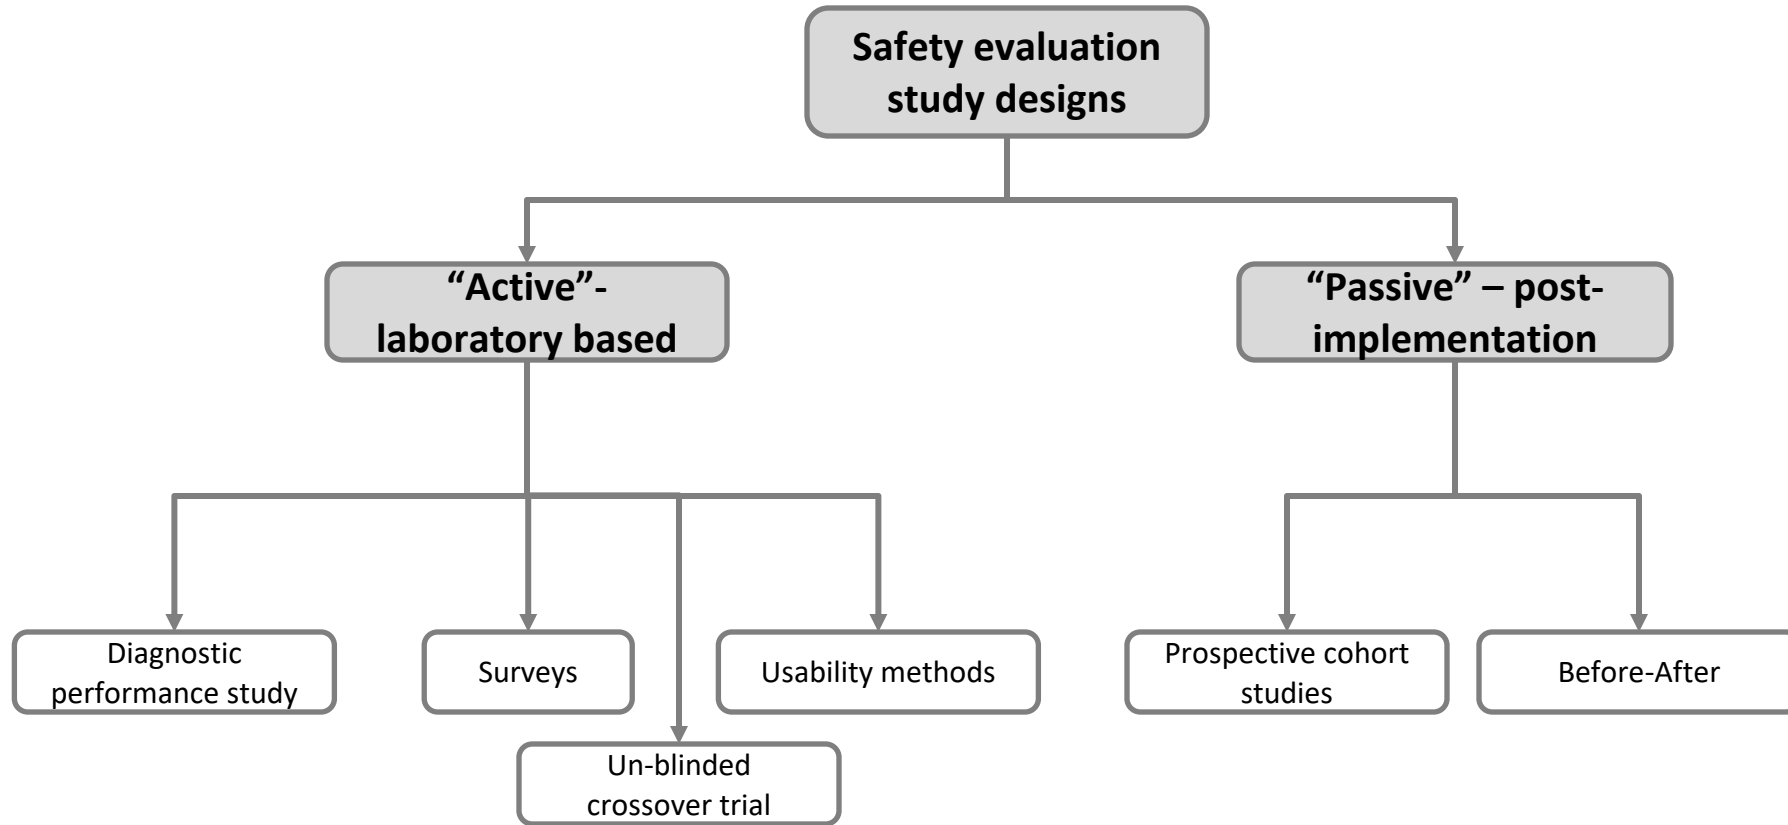 Safety evaluation
study designs
“Active”-
laboratory based
“Passive” – post-
implementation
Diagnostic
performance study
Surveys
Usability methods
Prospective cohort
studies
Before-After
Un-blinded
crossover trial